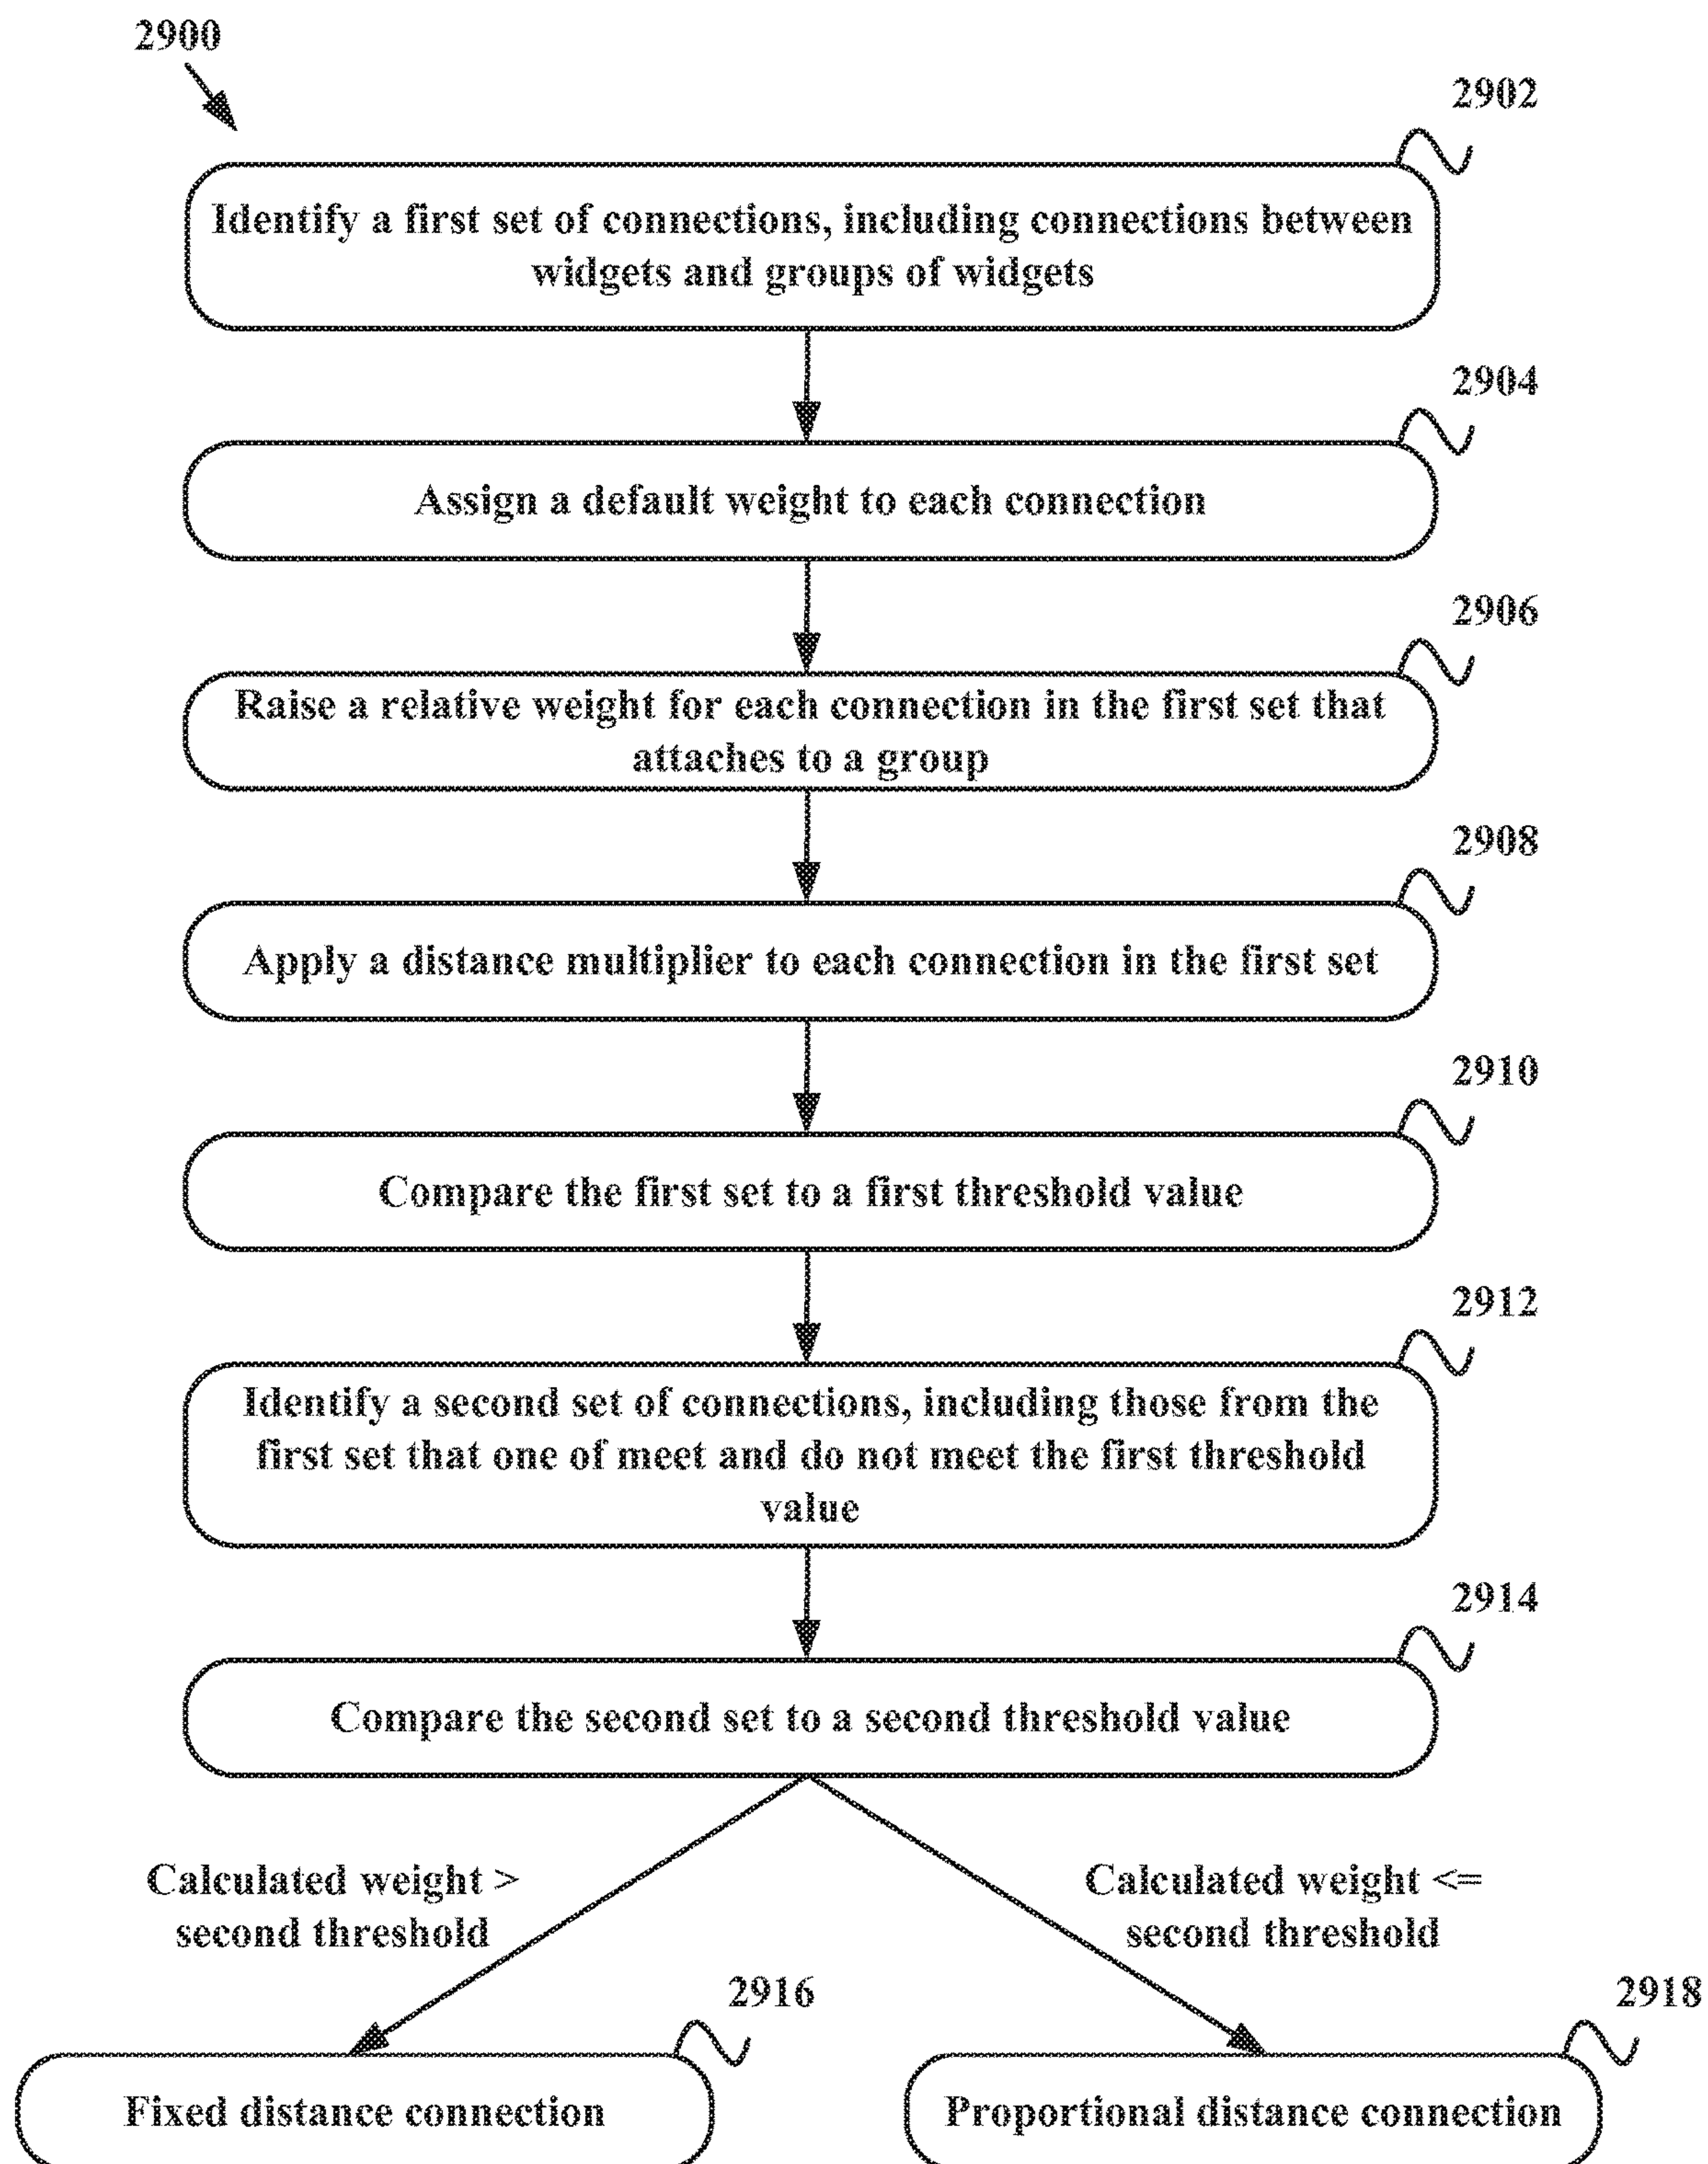 2900
2902
Identify a first set of connections, including connections between
widgets and groups of widgets
2904
Assign a default weight to each connection
2906
Raise a relative weight for each connection in the first set that
attaches to a group
2908
Apply a distance multiplier to each connection in the first set
2910
Compare the first set to a first threshold value
2912
Identify a second set of connections, including those from the
first set that one of meet and do not meet the first threshold
value
2914
Compare the second set to a second threshold value
Calculated weight >
second threshold
Calculated weight <=
second threshold
2916
2918
Fixed distance connection
Proportional distance connection